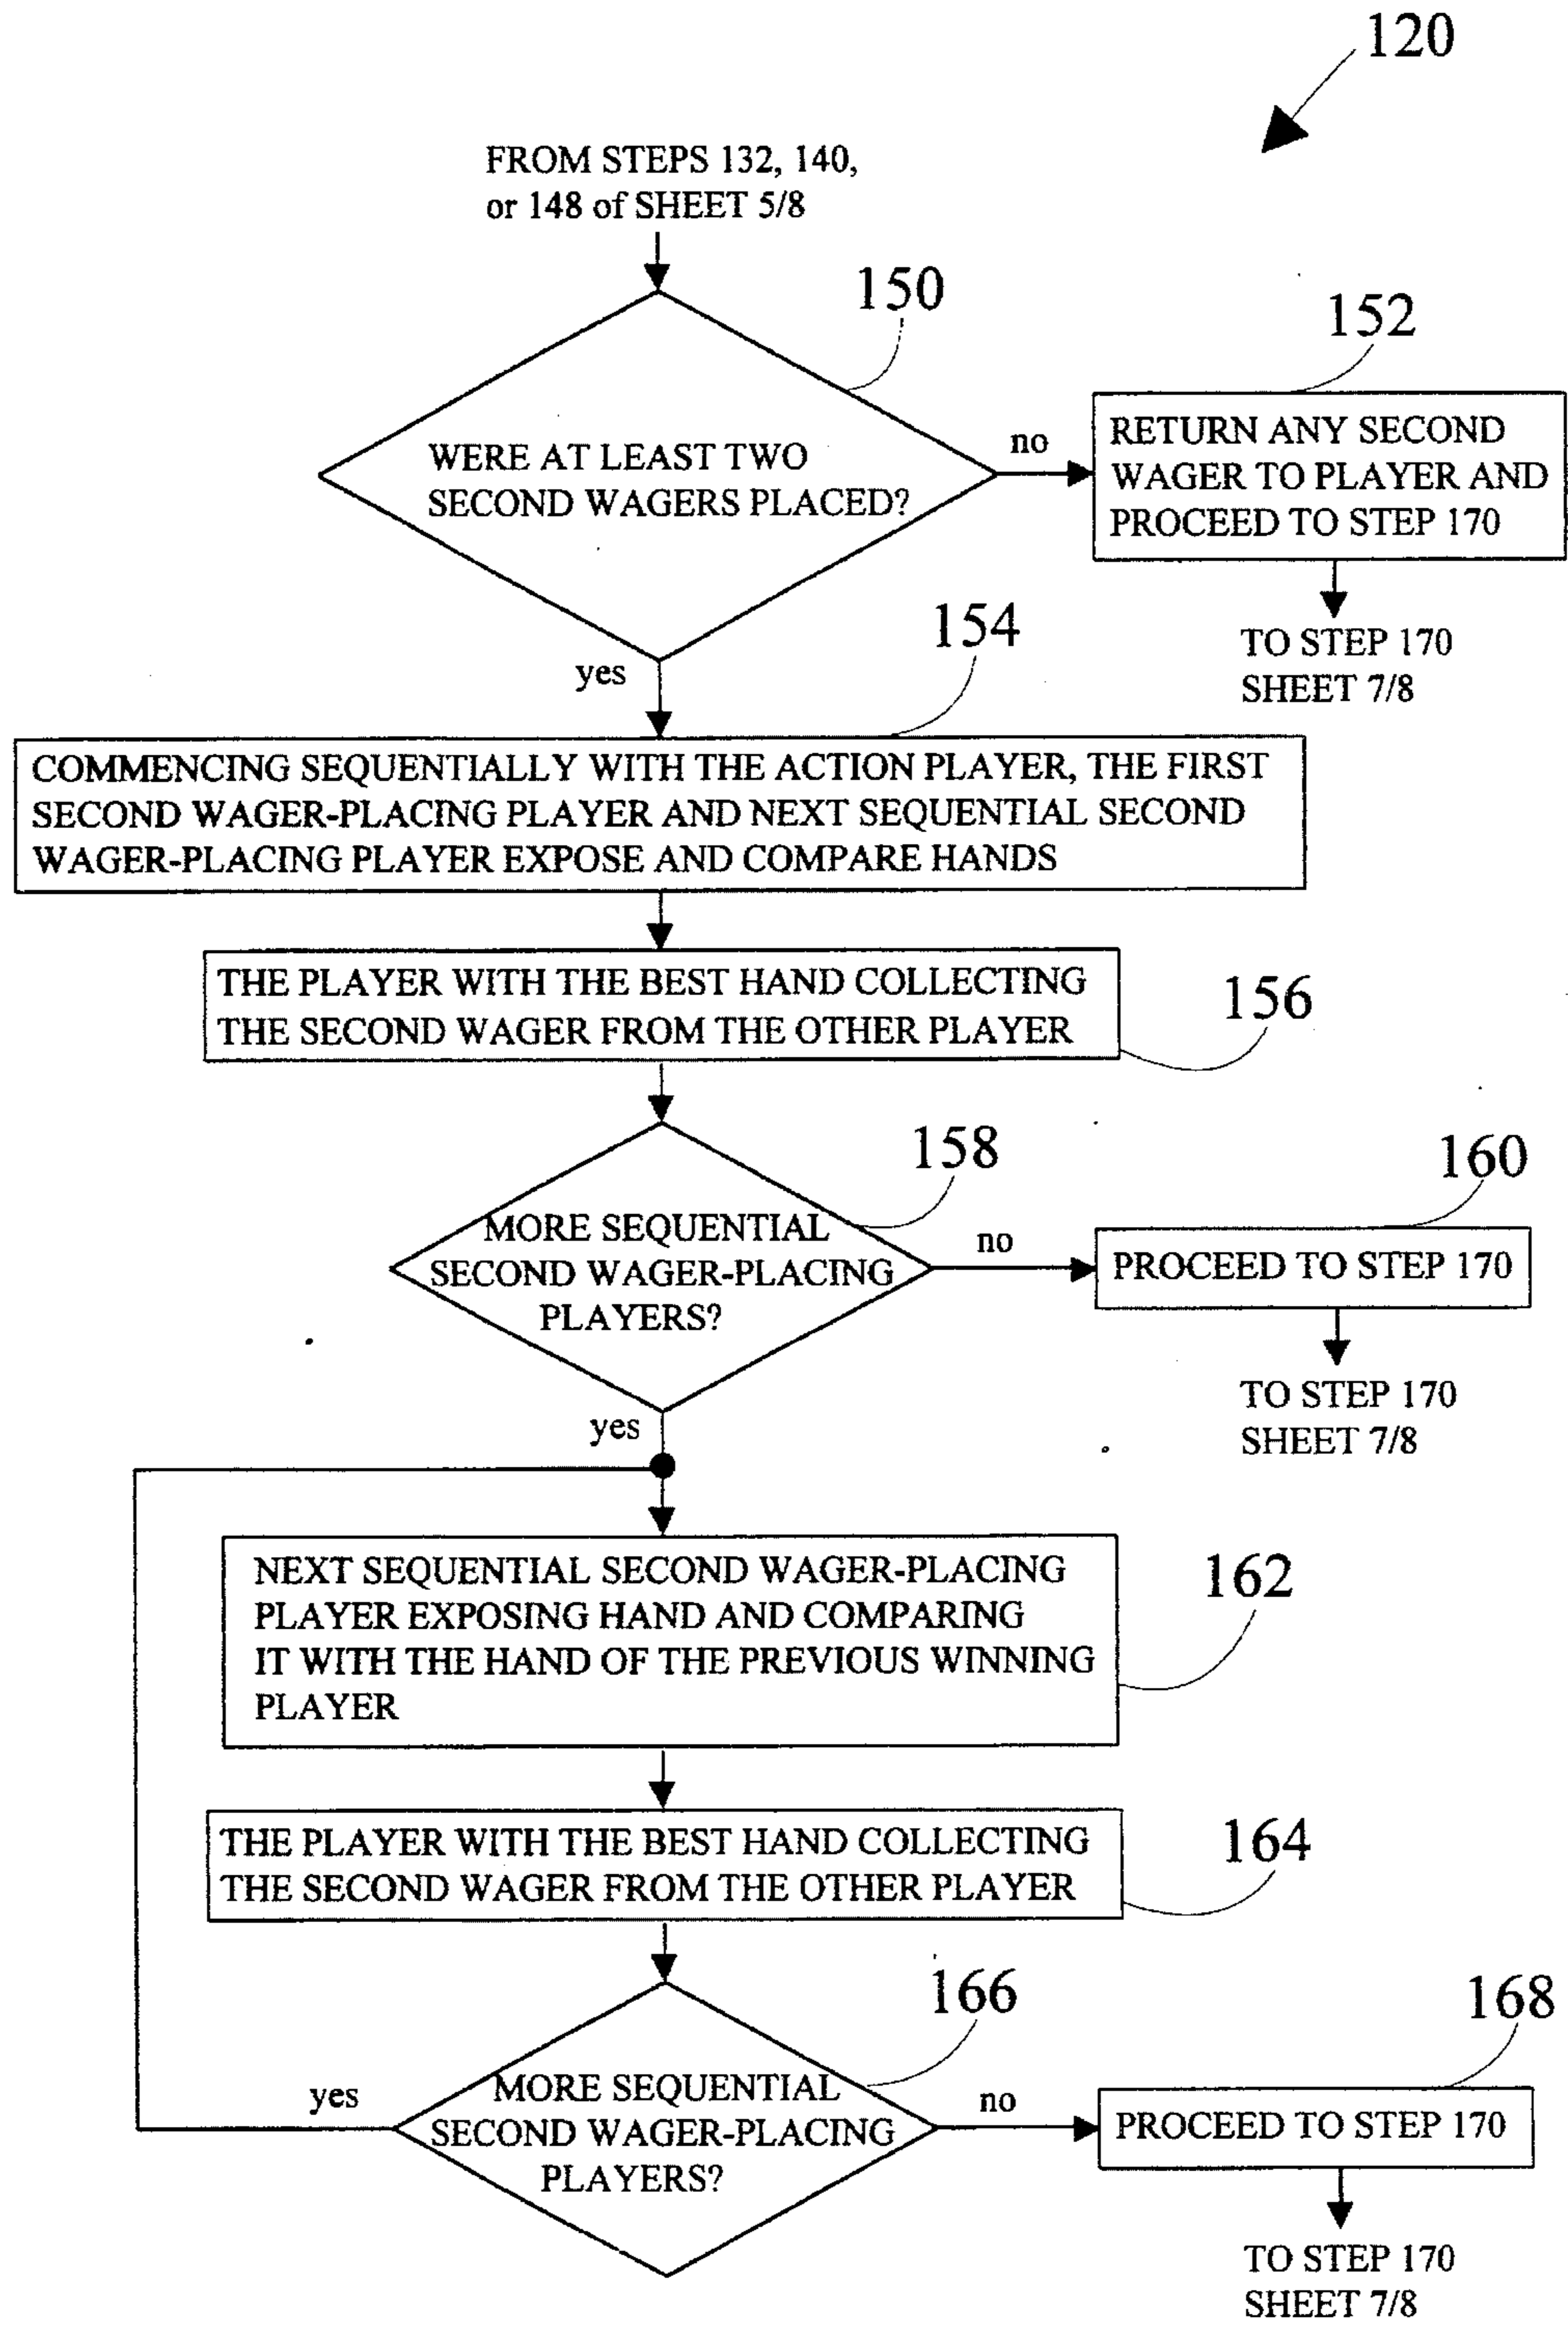 120
FROM STEPS 132, 140,
or 148 of SHEET 5/8
150
WERE AT LEAST TWO
SECOND WAGERS PLACED?
no
152
RETURN ANY SECOND
WAGER TO PLAYER AND
PROCEED TO STEP 170
TO STEP 170
SHEET 7/8
yes
154
COMMENCING SEQUENTIALLY WITH THE ACTION PLAYER, THE FIRST
SECOND WAGER-PLACING PLAYER AND NEXT SEQUENTIAL SECOND
WAGER-PLACING PLAYER EXPOSE AND COMPARE HANDS
THE PLAYER WITH THE BEST HAND COLLECTING
THE SECOND WAGER FROM THE OTHER PLAYER
156
158
MORE SEQUENTIAL
SECOND WAGER-PLACING
PLAYERS?
no
160
PROCEED TO STEP 170
TO STEP 170
SHEET 7/8
yes
NEXT SEQUENTIAL SECOND WAGER-PLACING
PLAYER EXPOSING HAND AND COMPARING
IT WITH THE HAND OF THE PREVIOUS WINNING
PLAYER
162
THE PLAYER WITH THE BEST HAND COLLECTING
THE SECOND WAGER FROM THE OTHER PLAYER
164
166
yes
MORE SEQUENTIAL
SECOND WAGER-PLACING
PLAYERS?
no
168
PROCEED TO STEP 170
TO STEP 170
SHEET 7/8